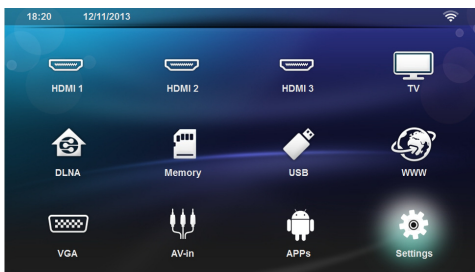 18:20 12/11/2013
HDMI 1 HDMI 2 HDMI 3 TV
DLNA Memory USB WWW
VGA AV-in APPs Settings